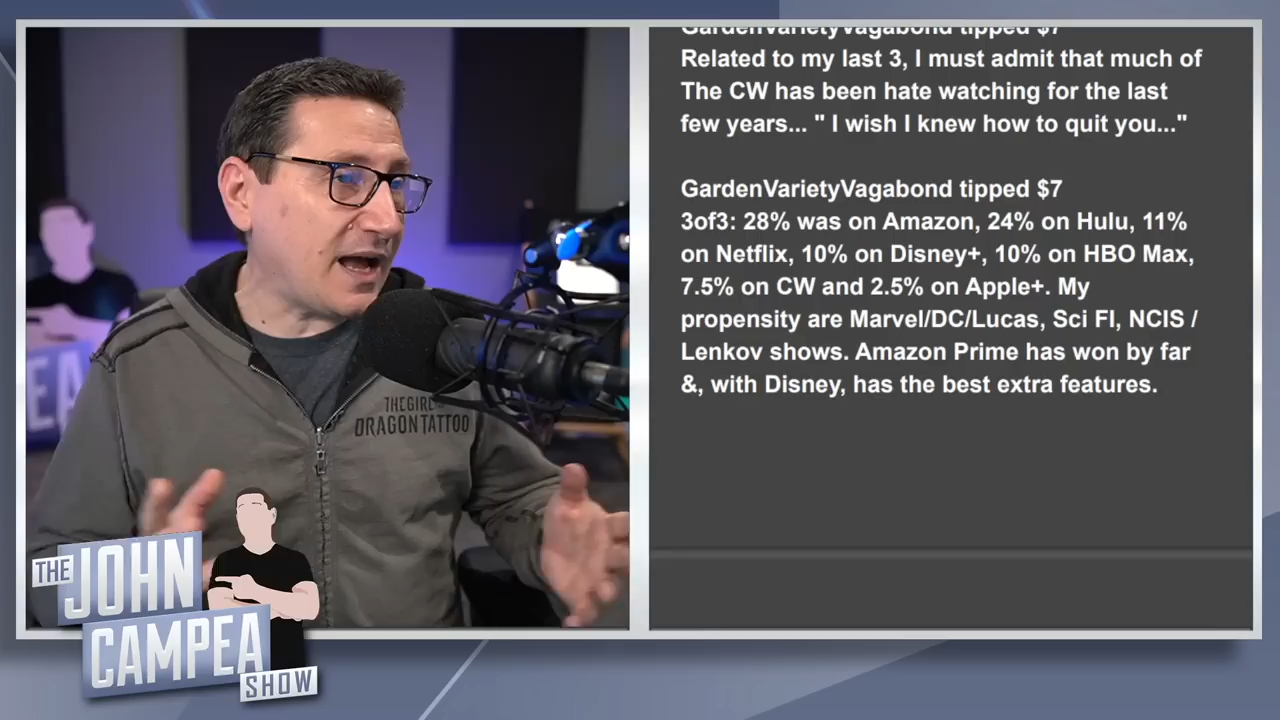 GardenVarietyVagabond tipped $7
Related to my last 3, I must admit that much of
The CW has been hate watching for the last
few years... " I wish I knew how to quit you..."
GardenVarietyVagabond tipped $7
3of3: 28% was on Amazon, 24% on Hulu, 11%
on Netflix, 10% on Disney+, 10% on HBO Max,
7.5% on CW and 2.5% on Apple+. My
propensity are Marvel/DC/Lucas, Sci FI, NCIS /
Lenkov shows. Amazon Prime has won by far
&, with Disney, has the best extra features.
DRAGON TATTOO
THE
JOHN
CAMPEA
SHOW